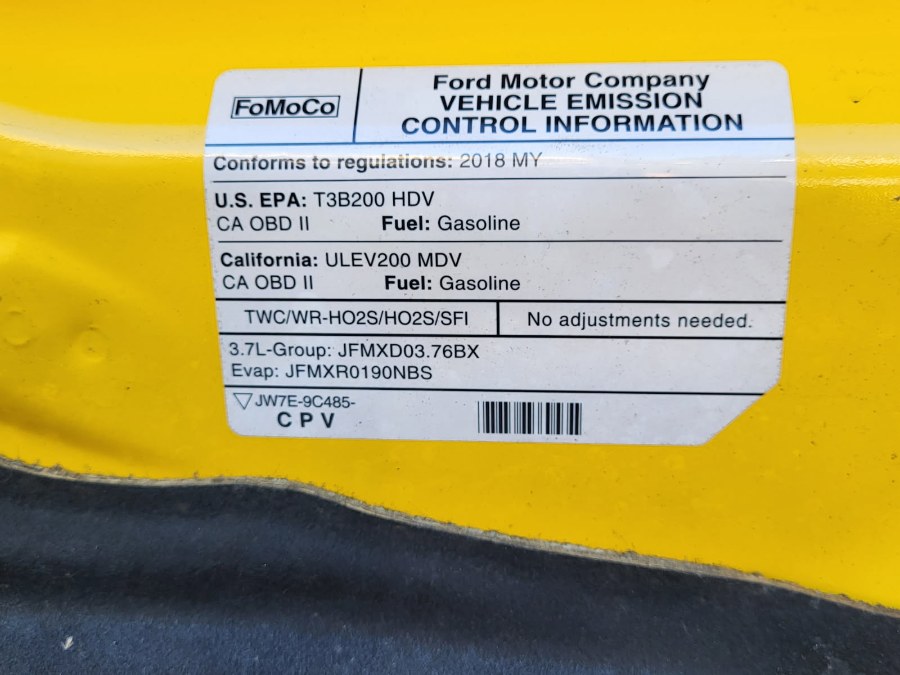 FoMoCo
Ford Motor Company
VEHICLE EMISSION
CONTROL INFORMATION
Conforms to regulations: 2018 MY
U.S. EPA: T3B200 HDV
CA OBD II Fuel: Gasoline
California: ULEV200 MDV
CA OBD II Fuel: Gasoline
TWC/WR-HO2S/HO2S/SFI
No adjustments needed.
3.7L-Group: JFMXD03.76BX
Evap: JFMXR0190NBS
JW7E-9C485-
CPV